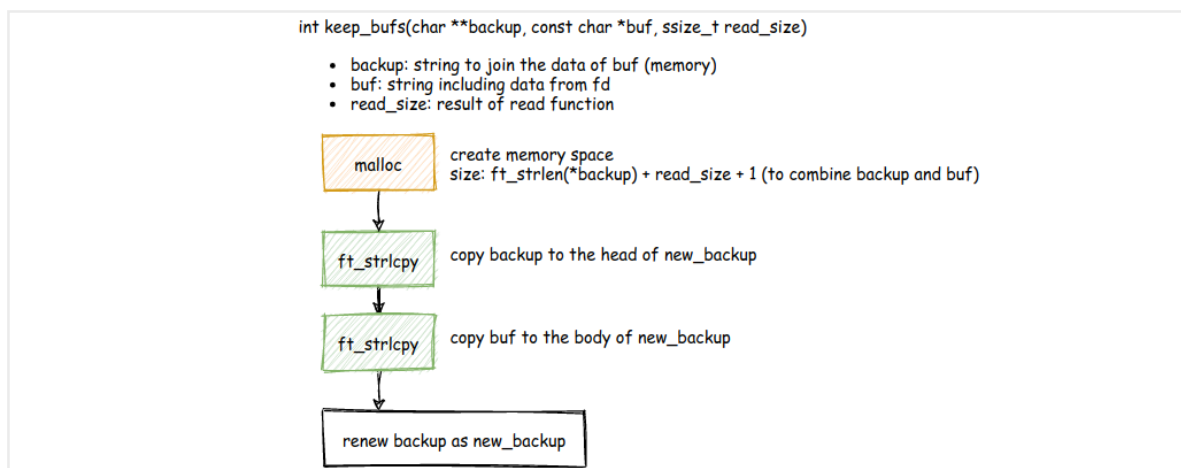 int keep_bufs(char **backup, const char *buf, ssize_t read_size)
• backup: string to join the data of buf (memory)
• buf: string including data from fd
• read_size: result of read function
malloc
create memory space
size: ft_strlen(*backup) + read_size + 1 (to combine backup and buf)
ft_strlcpy
copy backup to the head of new_backup
ft_strlcpy
copy buf to the body of new_backup
renew backup as new_backup